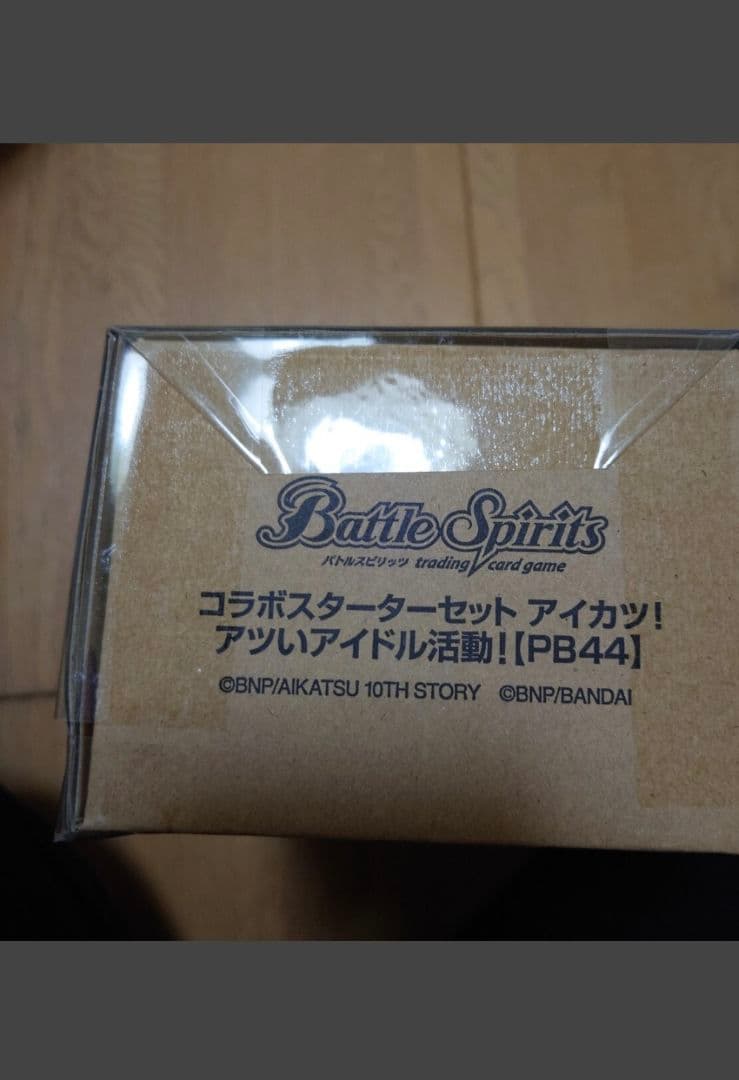 Battle Spirits
バトルスピリッツ trading card game
コラボスターターセット アイカツ!
アツいアイドル活動!【PB44】
©BNP/AIKATSU 10TH STORY ©BNP/BANDAI